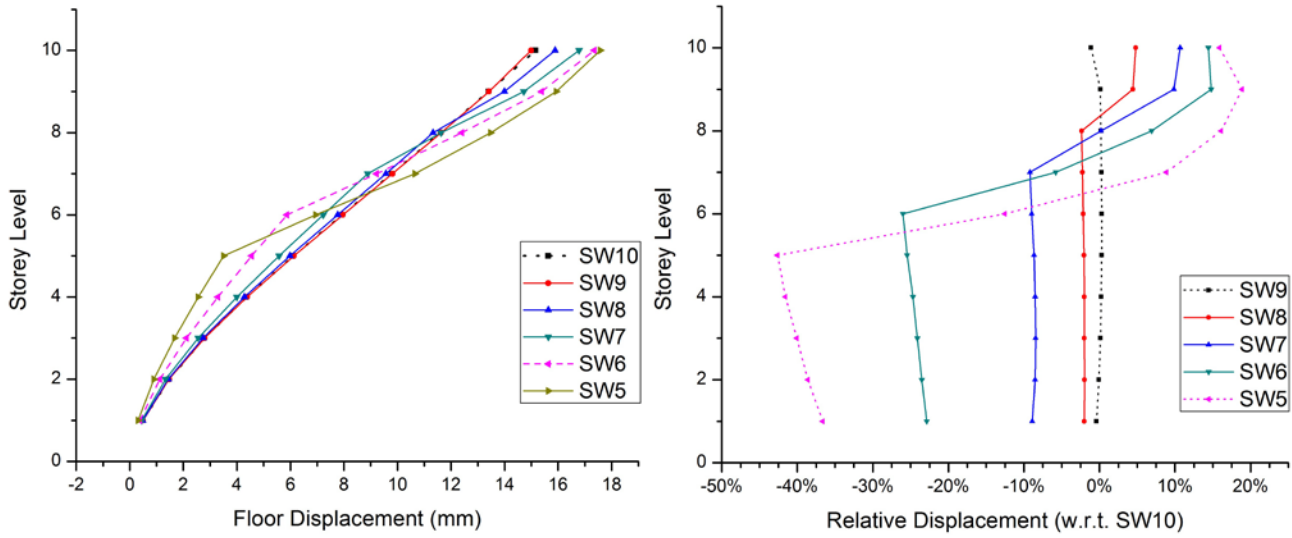 10
8
6
4
2
0
Storey Level
-2 0 2 4 6 8 10 12 14 16 18
Floor Displacement (mm)
SW10
SW9
SW8
SW7
SW6
SW5
10
8
6
4
2
0
Storey Level
-50% -40% -30% -20% -10% 0% 10% 20%
Relative Displacement (w.r.t. SW10)
SW9
SW8
SW7
SW6
SW5